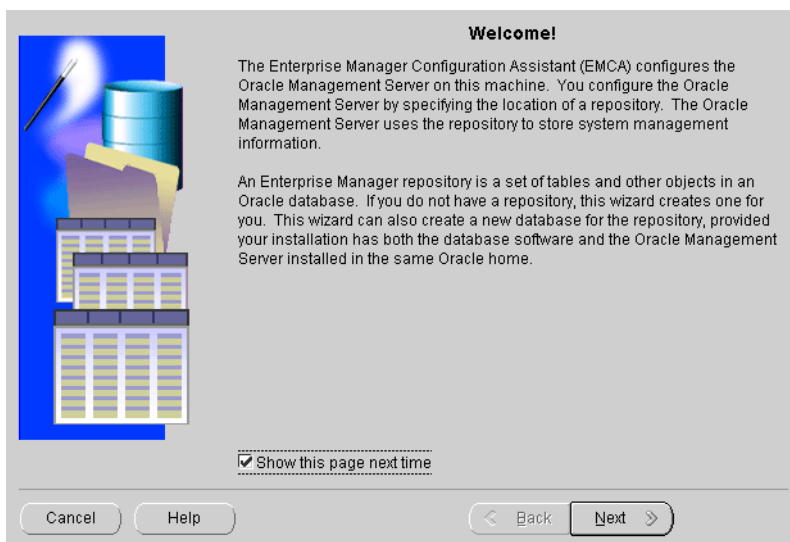 Welcome!
The Enterprise Manager Configuration Assistant (EMCA) configures the
Oracle Management Server on this machine. You configure the Oracle
Management Server by specifying the location of a repository. The Oracle
Management Server uses the repository to store system management
information.
An Enterprise Manager repository is a set of tables and other objects in an
Oracle database. If you do not have a repository, this wizard creates one for
you. This wizard can also create a new database for the repository, provided
your installation has both the database software and the Oracle Management
Server installed in the same Oracle home.
Show this page next time
Cancel Help Back Next